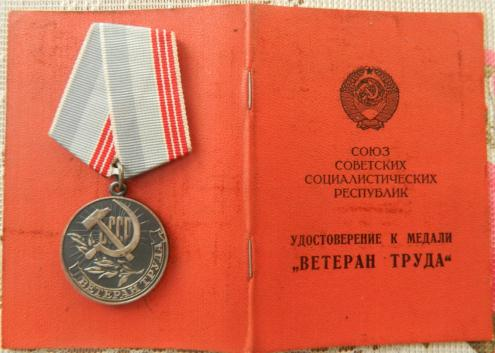 СССР
ВЕТЕРАН ТРУДА
СОЮЗ
СОВЕТСКИХ
СОЦИАЛИСТИЧЕСКИХ
РЕСПУБЛИК
УДОСТОВЕРЕНИЕ К МЕДАЛИ
„ВЕТЕРАН ТРУДА“